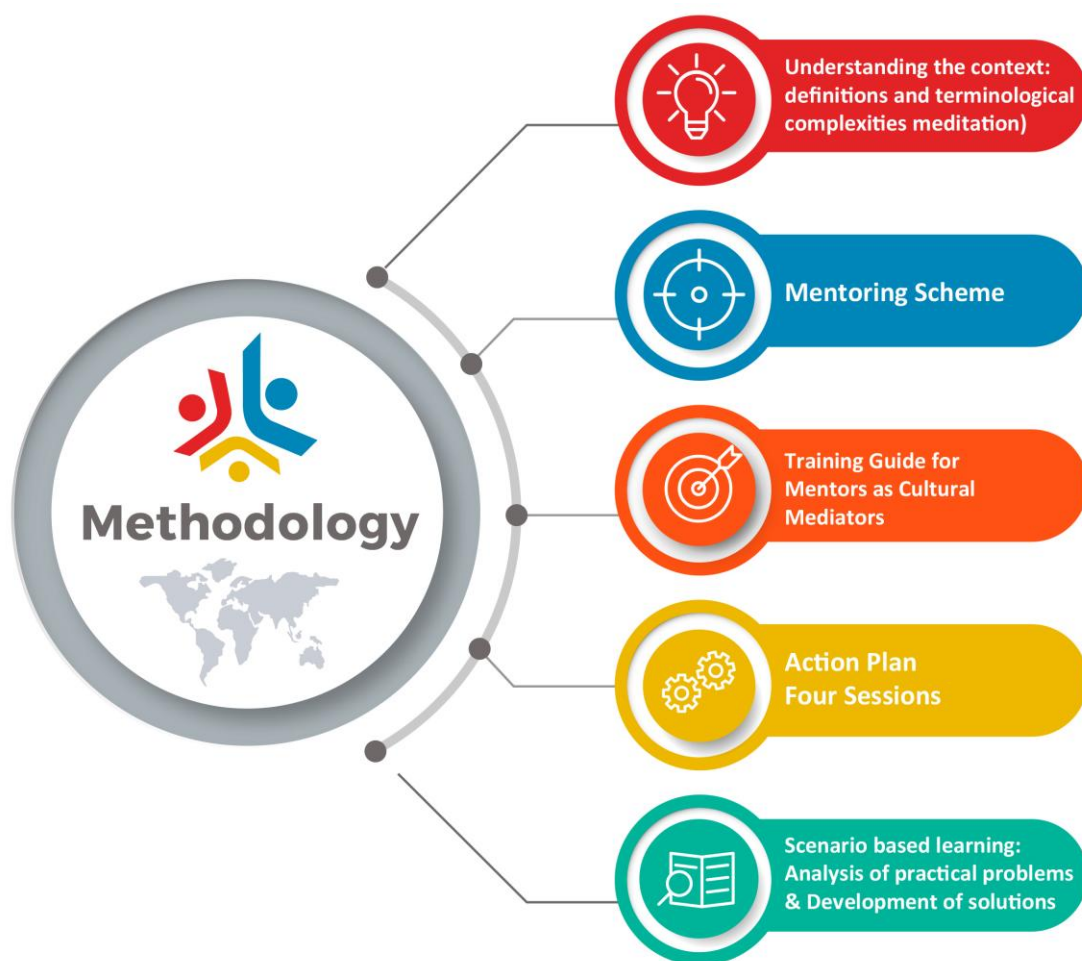 Understanding the context:
definitions and terminological
complexities meditation)
Mentoring Scheme
Methodology
Training Guide for
Mentors as Cultural
Mediators
Action Plan
Four Sessions
Scenario based learning:
Analysis of practical problems
& Development of solutions